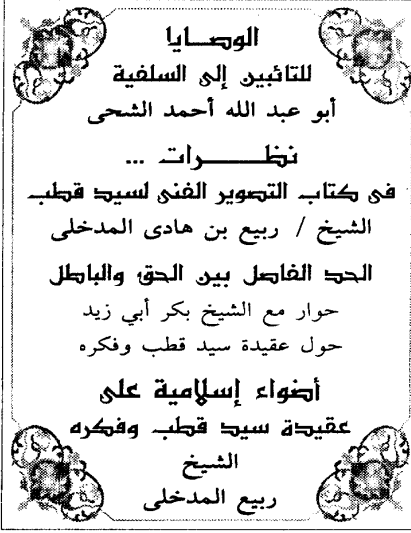 الوصـــايا
للتائبين إلى السلفية
أبو عبد الله أحمد الشحى
نظـــــرات ...
فى كتاب التصوير الفنى لسيد قطب
الشيخ / ربيع بن هادى المدخلى
الحد الفاصل بين الحق والباطل
حوار مع الشيخ بكر أبي زيد
حول عقيدة سيد قطب وفكره
أضواء إسلامية على
عقيدة سيد قطب وفكره
الشيخ
ربيع المدخلى